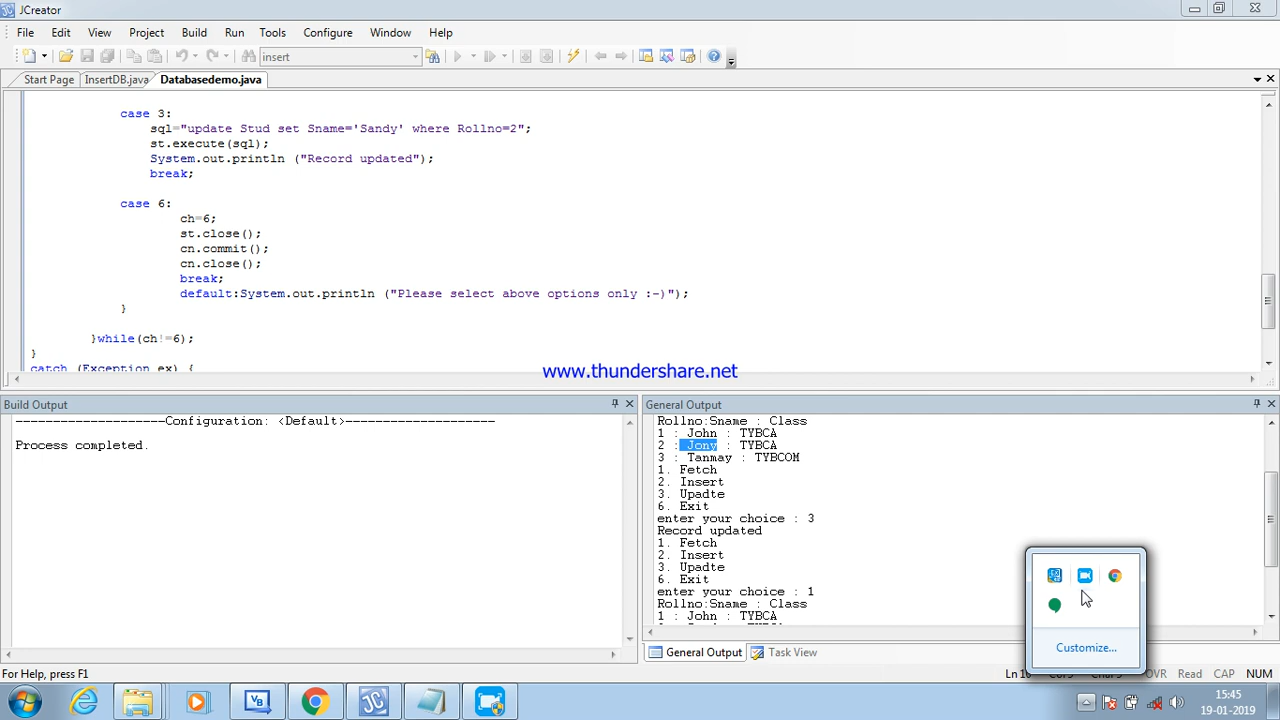 JCreator
File Edit View Project Build Run Tools Configure Window Help
insert
Start Page InsertDB.java Databasedemo.java
case 3:
sql="update Stud set Sname='Sandy' where Rollno=2";
st.execute(sql);
System.out.println ("Record updated");
break;
case 6:
ch=6;
st.close();
cn.commit();
cn.close();
break;
default:System.out.println ("Please select above options only :-)");
}
}while(ch!=6);
}
catch (Exception ex) {
www.thundershare.net
Build Output
--------------------Configuration: <Default>--------------------
Process completed.
General Output
Rollno:Sname : Class
1 : John : TYBCA
2 : Jony : TYBCA
3 : Tanmay : TYBCOM
1. Fetch
2. Insert
3. Upadte
6. Exit
enter your choice : 3
Record updated
1. Fetch
2. Insert
3. Upadte
6. Exit
enter your choice : 1
Rollno:Sname : Class
1 : John : TYBCA
General Output Task View
Customize...
For Help, press F1
OVR Read CAP NUM
15:45
19-01-2019